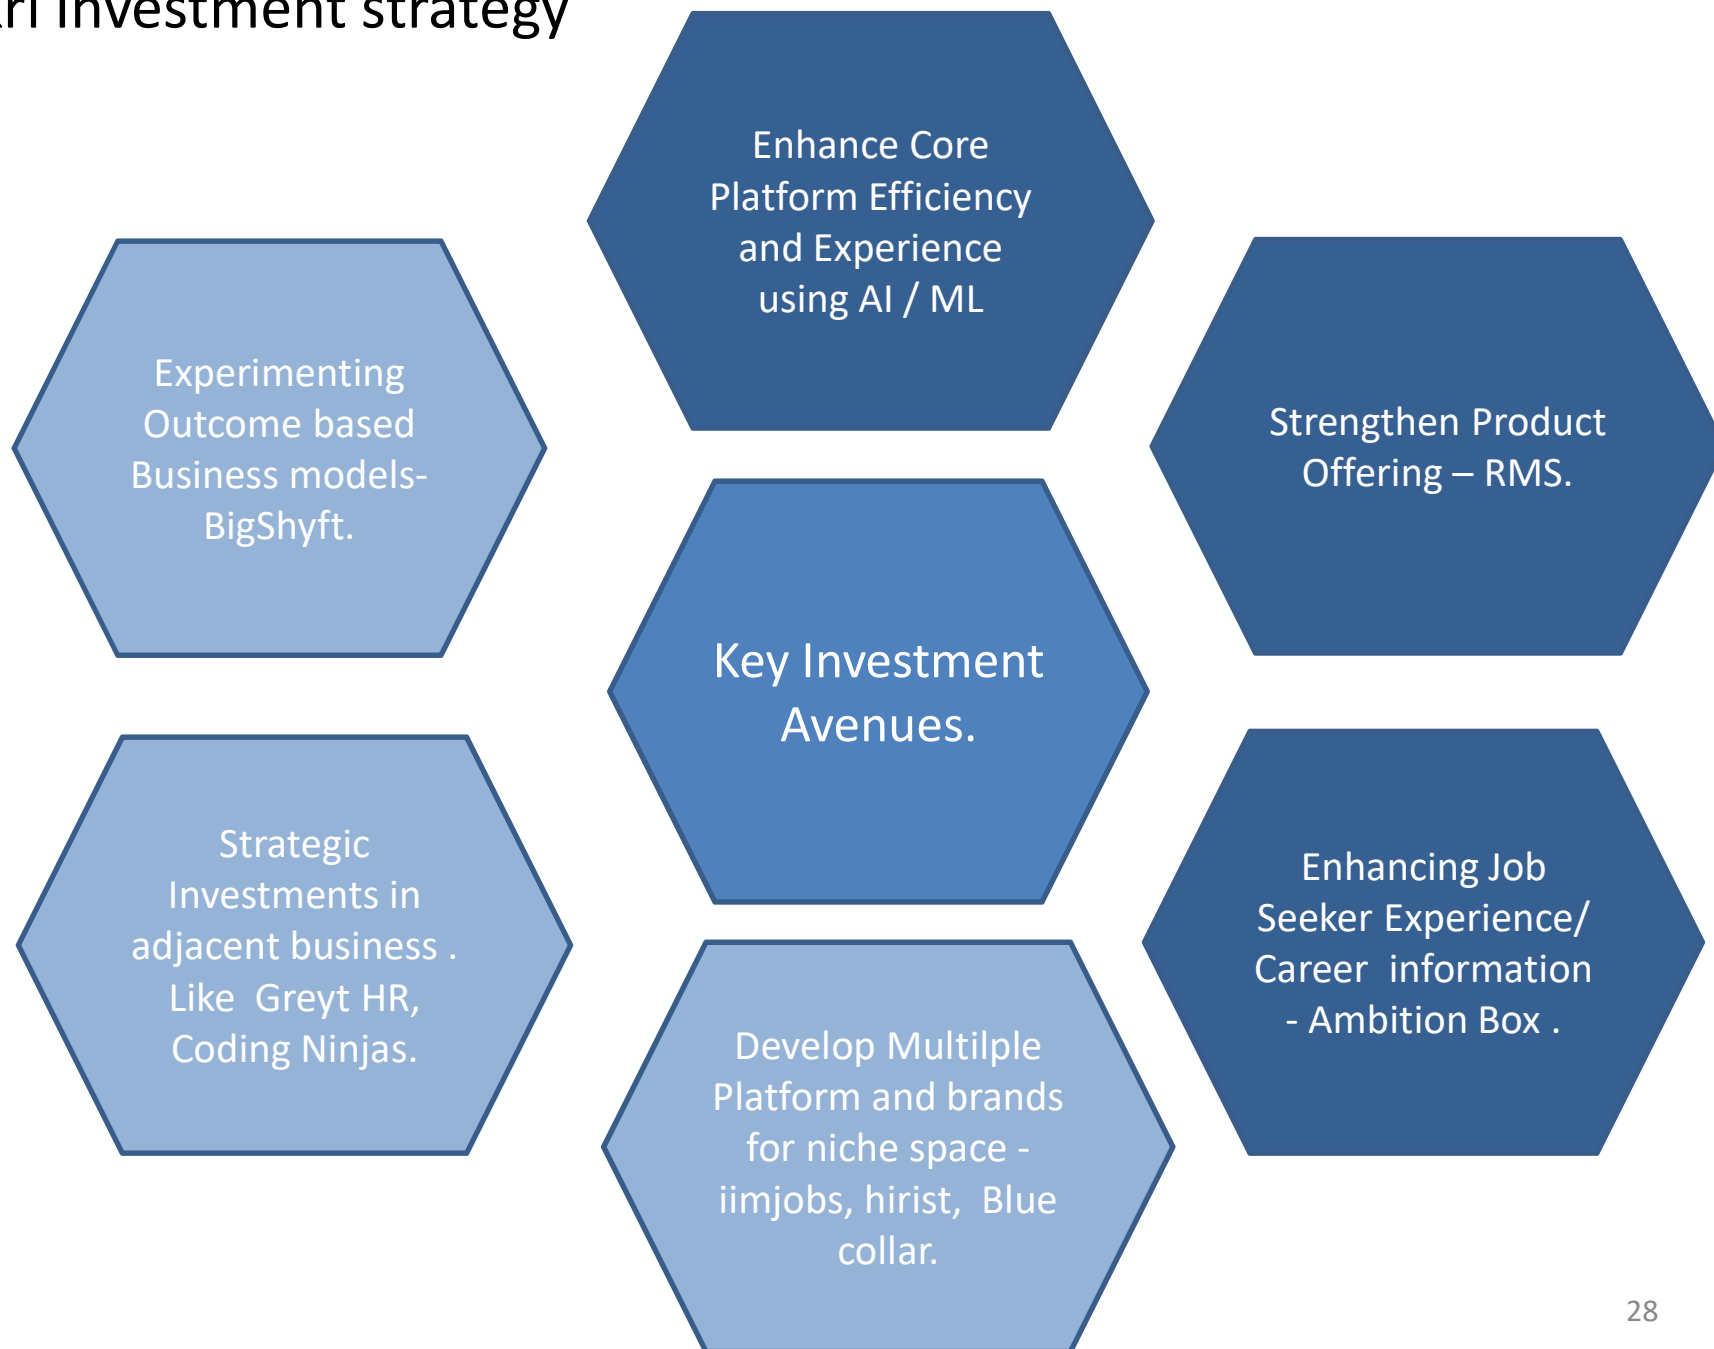 kri Investment strategy
Enhance Core
Platform Efficiency
and Experience
using AI / ML
Strengthen Product
Offering – RMS.
Enhancing Job
Seeker Experience/
Career information
- Ambition Box .
Develop Multilple
Platform and brands
for niche space -
iimjobs, hirist, Blue
collar.
Strategic
Investments in
adjacent business .
Like Greyt HR,
Coding Ninjas.
Experimenting
Outcome based
Business models-
BigShyft.
Key Investment
Avenues.
28